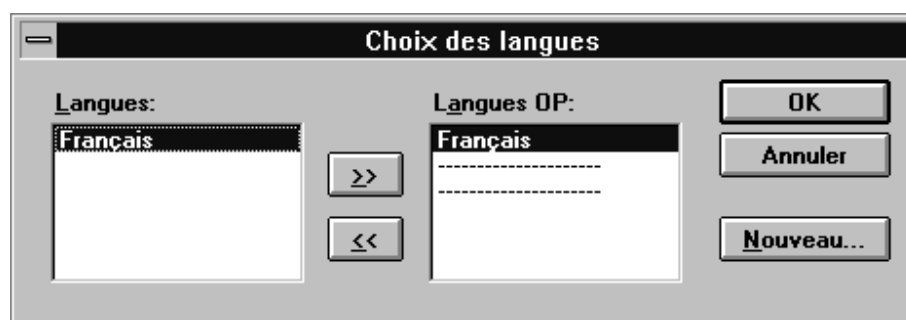 Choix des langues
Langues:
Français
>>
<<
Langues OP:
Français
--------------------
--------------------
OK
Annuler
Nouveau...